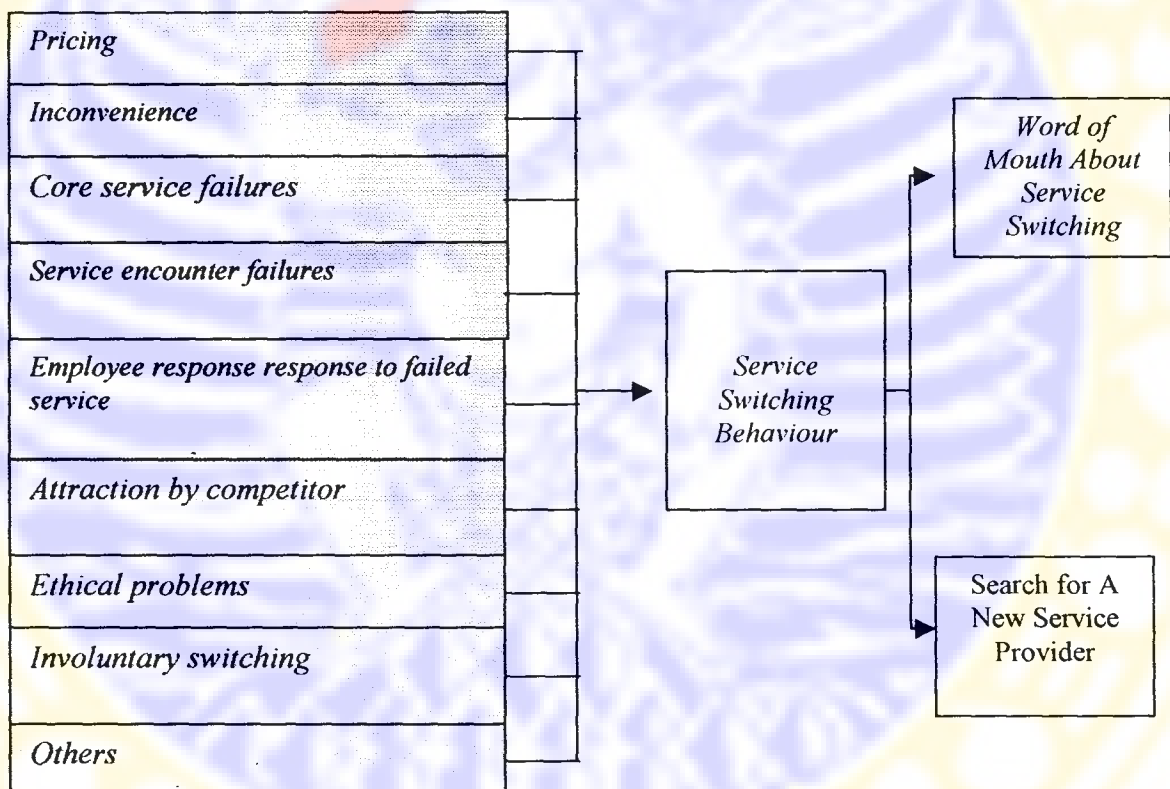 Pricing
Inconvenience
Core service failures
Service encounter failures
Employee response response to failed
service
Attraction by competitor
Ethical problems
Involuntary switching
Others
Service
Switching
Behaviour
Word of
Mouth About
Service
Switching
Search for A
New Service
Provider